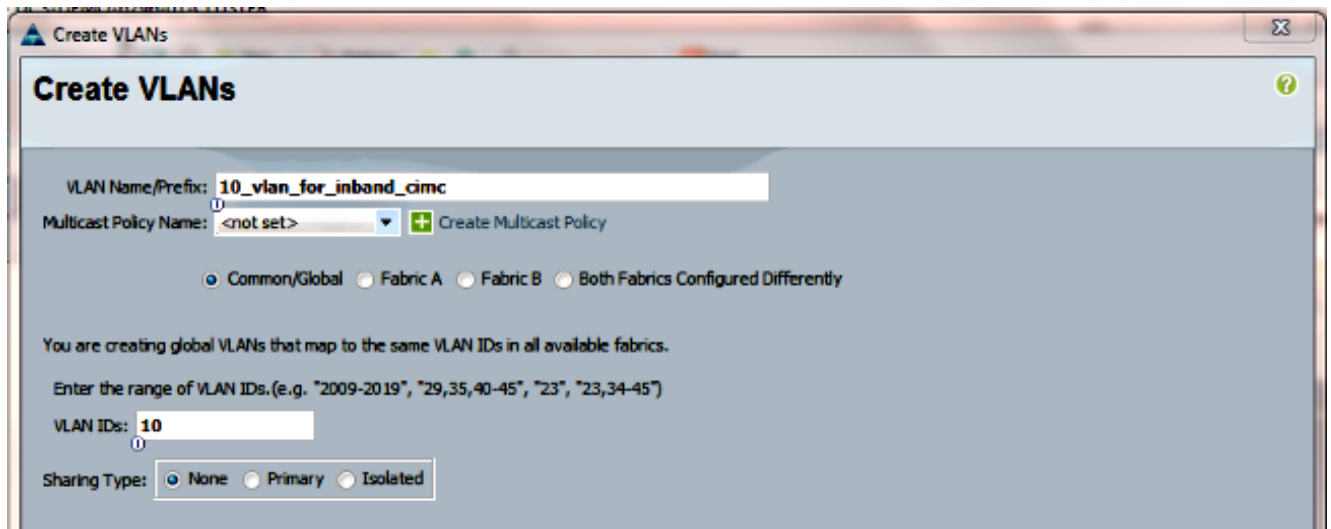 Create VLANs
Create VLANs
VLAN Name/Prefix: 10_vlan_for_inband_cimc
Multicast Policy Name: <not set> Create Multicast Policy
Common/Global Fabric A Fabric B Both Fabrics Configured Differently
You are creating global VLANs that map to the same VLAN IDs in all available fabrics.
Enter the range of VLAN IDs.(e.g. "2009-2019", "29,35,40-45", "23", "23,34-45")
VLAN IDs: 10
Sharing Type: None Primary Isolated